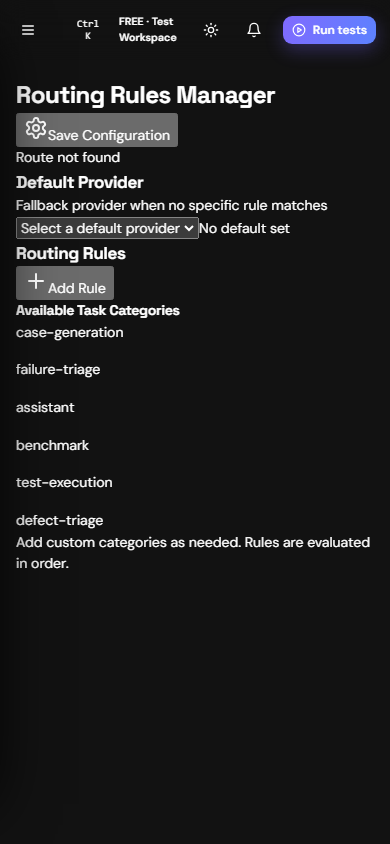 Ctrl
K
FREE · Test
Workspace
Run tests
Routing Rules Manager
Save Configuration
Route not found
Default Provider
Fallback provider when no specific rule matches
Select a default provider No default set
Routing Rules
Add Rule
Available Task Categories
case-generation
failure-triage
assistant
benchmark
test-execution
defect-triage
Add custom categories as needed. Rules are evaluated
in order.